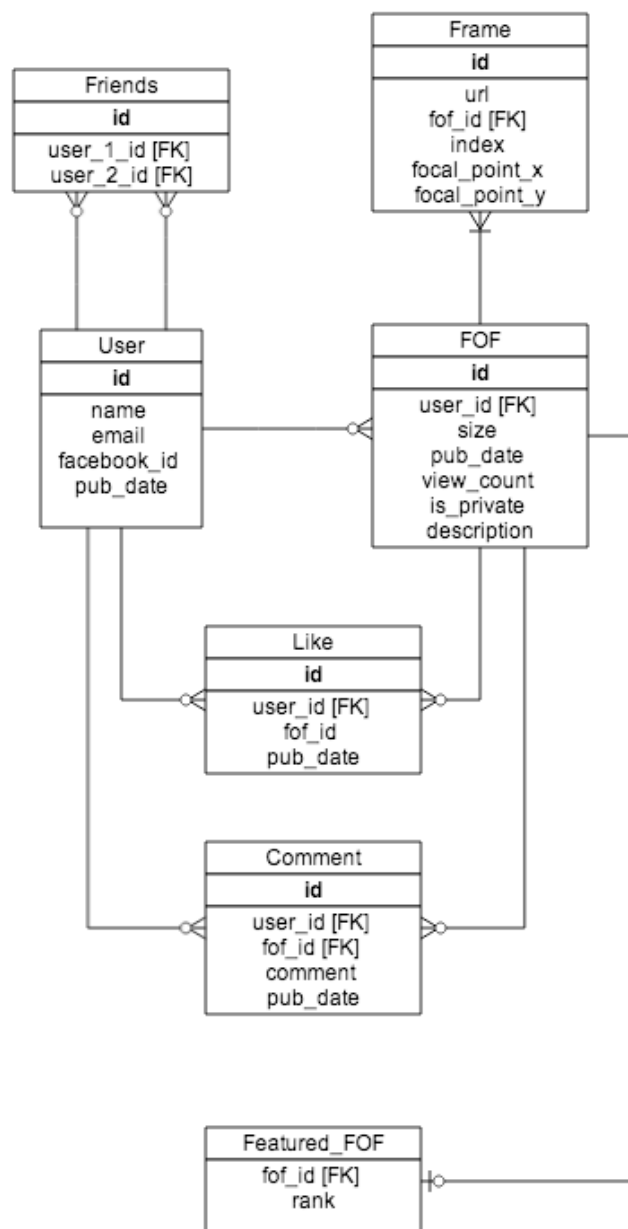 Frame
id
url
fof_id [FK]
index
focal_point_x
focal_point_y
Friends
id
user_1_id [FK]
user_2_id [FK]
User
id
name
email
facebook_id
pub_date
FOF
id
user_id [FK]
size
pub_date
view_count
is_private
description
Like
id
user_id [FK]
fof_id
pub_date
Comment
id
user_id [FK]
fof_id [FK]
comment
pub_date
Featured_FOF
fof_id [FK]
rank